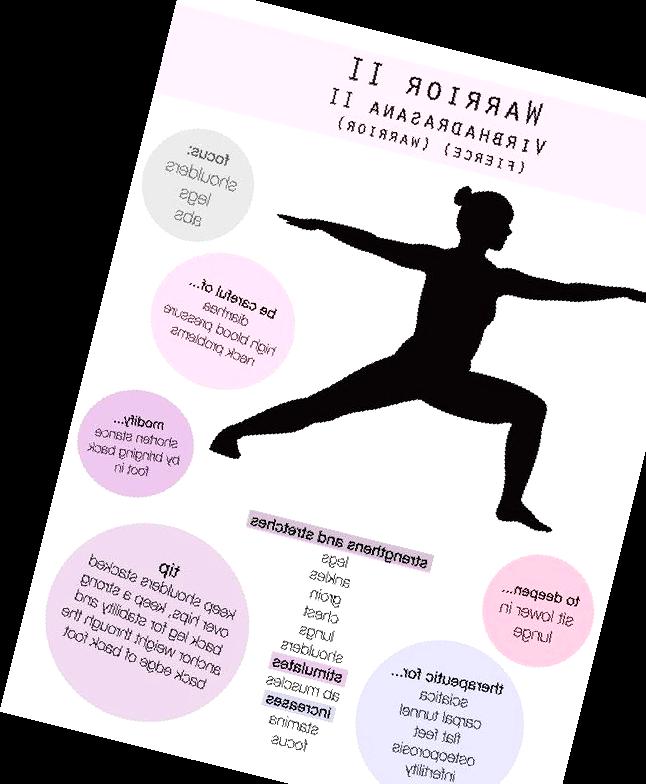 WARRIOR II
VIRBHADRASANA II
(FIERCE) (WARRIOR)
focus:
shoulders
legs
abs
be careful of...
diarrhea
high blood pressure
neck problems
modify...
shorten stance
by bringing back
foot in
tip
keep shoulders stacked
over hips, keep a strong
back leg for stability and
anchor weight through the
back edge of back foot
strengthens and stretches
legs
ankles
groin
chest
lungs
shoulders
stimulates
ab muscles
increases
stamina
focus
to deepen...
sit lower in
lunge
therapeutic for...
sciatica
carpal tunnel
flat feet
osteoporosis
infertility